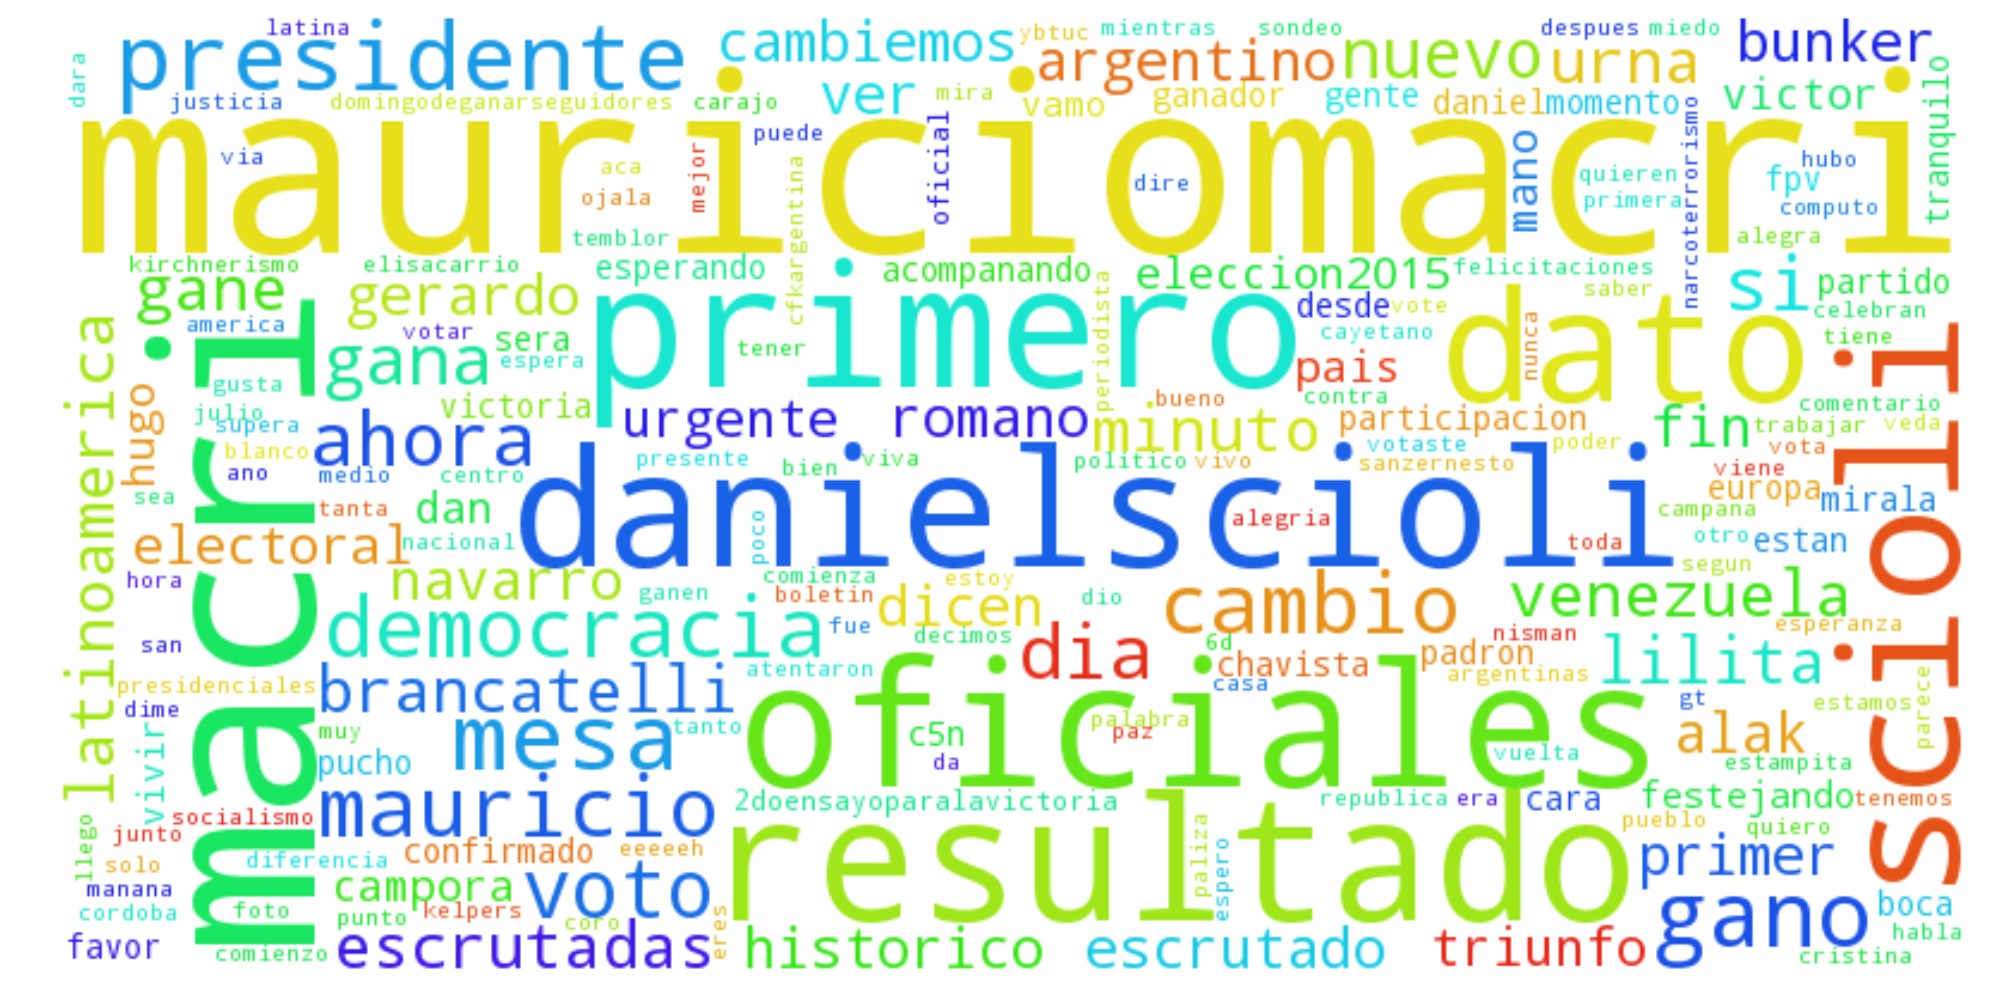 latina
presidente
cambiemos
ybtuc
mientras
sondeo
despues
miedo
bunker
dara
argentino
nuevo
urna
justicia
domingodeganarseguidores
carajo
ver
mira
vamo
ganador
gente
daniel
momento
victor
tranquilo
mauriciomacri
via
aca
ojala
mejor
puede
cfkargentina
oficial
dire
mano
quieren
primera
narcoterrorismo
hubo
fpv
computo
temblor
alegra
kirchnerismo
elisacarrio
esperando
acompanando
eleccion2015
felicitaciones
saber
si
partido
gane
gerardo
primero
periodista
desde
vote
dato
celebran
america
votar
sera
espera
tener
cayetano
nunca
tiene
latinoamerica
macri
gana
pais
scioli
gusta
hugo
julio
supera
victoria
bueno
contra
comentario
ahora
urgente
romano
minuto
participacion
fin
trabajar
veda
blanco
votaste
poder
vota
ano
medio
centro
presente
bien
viva
politico
vivo
sanzernesto
viene
europa
mirala
sea
tanta
dan
danielscioli
alegria
campana
electoral
nacional
poco
toda
otro
estan
hora
navarro
ganen
comienza
boletin
estoy
dicen
dio
cambio
segun
venezuela
democracia
fue
decimos
dia
6d
nisman
esperanza
san
atentaron
chavista
padron
argentinas
lilita
presidenciales
brancatelli
oficiales
casa
gt
estamos
parece
dime
muy
mesa
tanto
c5n
palabra
paz
alak
vivir
pucho
da
vuelta
estampita
mauricio
2doensayoparalavictoria
republica
era
cara
festejando
tenemos
socialismo
junto
llego
resultado
pueblo
quiero
solo
diferencia
confirmado
eeeeeh
paliza
espero
primer
manana
campora
voto
gano
cordoba
foto
punto
kelpers
coro
eres
boca
habla
favor
comienzo
escrutadas
historico
escrutado
triunfo
cristina